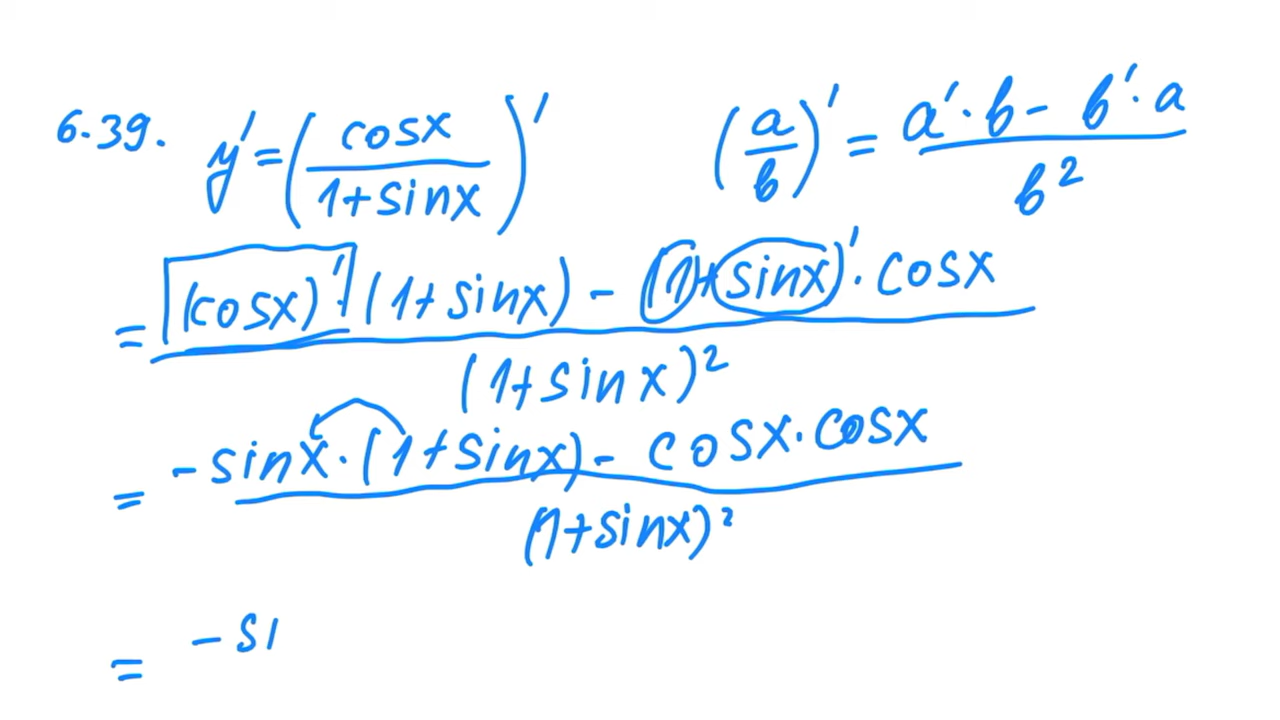 6.39. y' = (cosx / 1+sinx)' (a/b)' = a'·b - b'·a / b²
= (cosx)'·(1+sinx) - (1+sinx)'·cosx / (1+sinx)²
= -sinx·(1+sinx) - cosx·cosx / (1+sinx)²
= -si